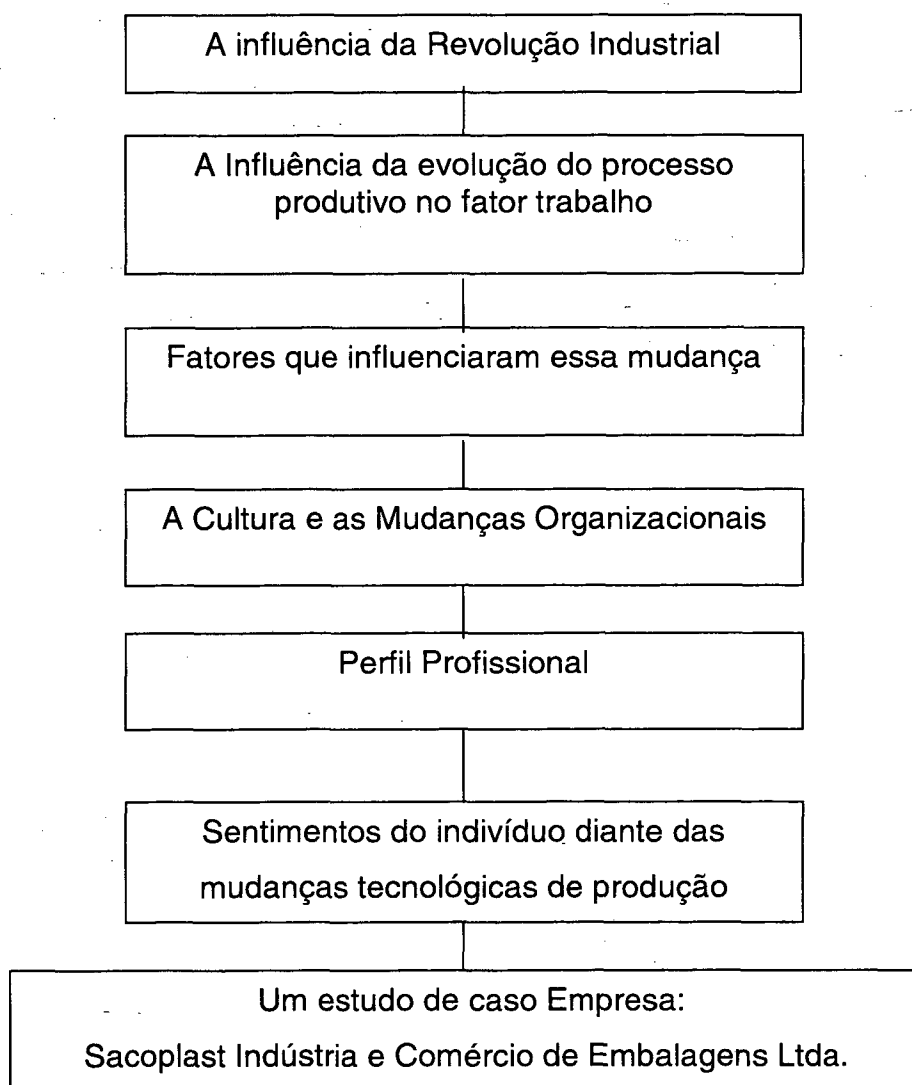 A influência da Revolução Industrial
A Influência da evolução do processo
produtivo no fator trabalho
Fatores que influenciaram essa mudança
A Cultura e as Mudanças Organizacionais
Perfil Profissional
Sentimentos do indivíduo diante das
mudanças tecnológicas de produção
Um estudo de caso Empresa:
Sacoplast Indústria e Comércio de Embalagens Ltda.